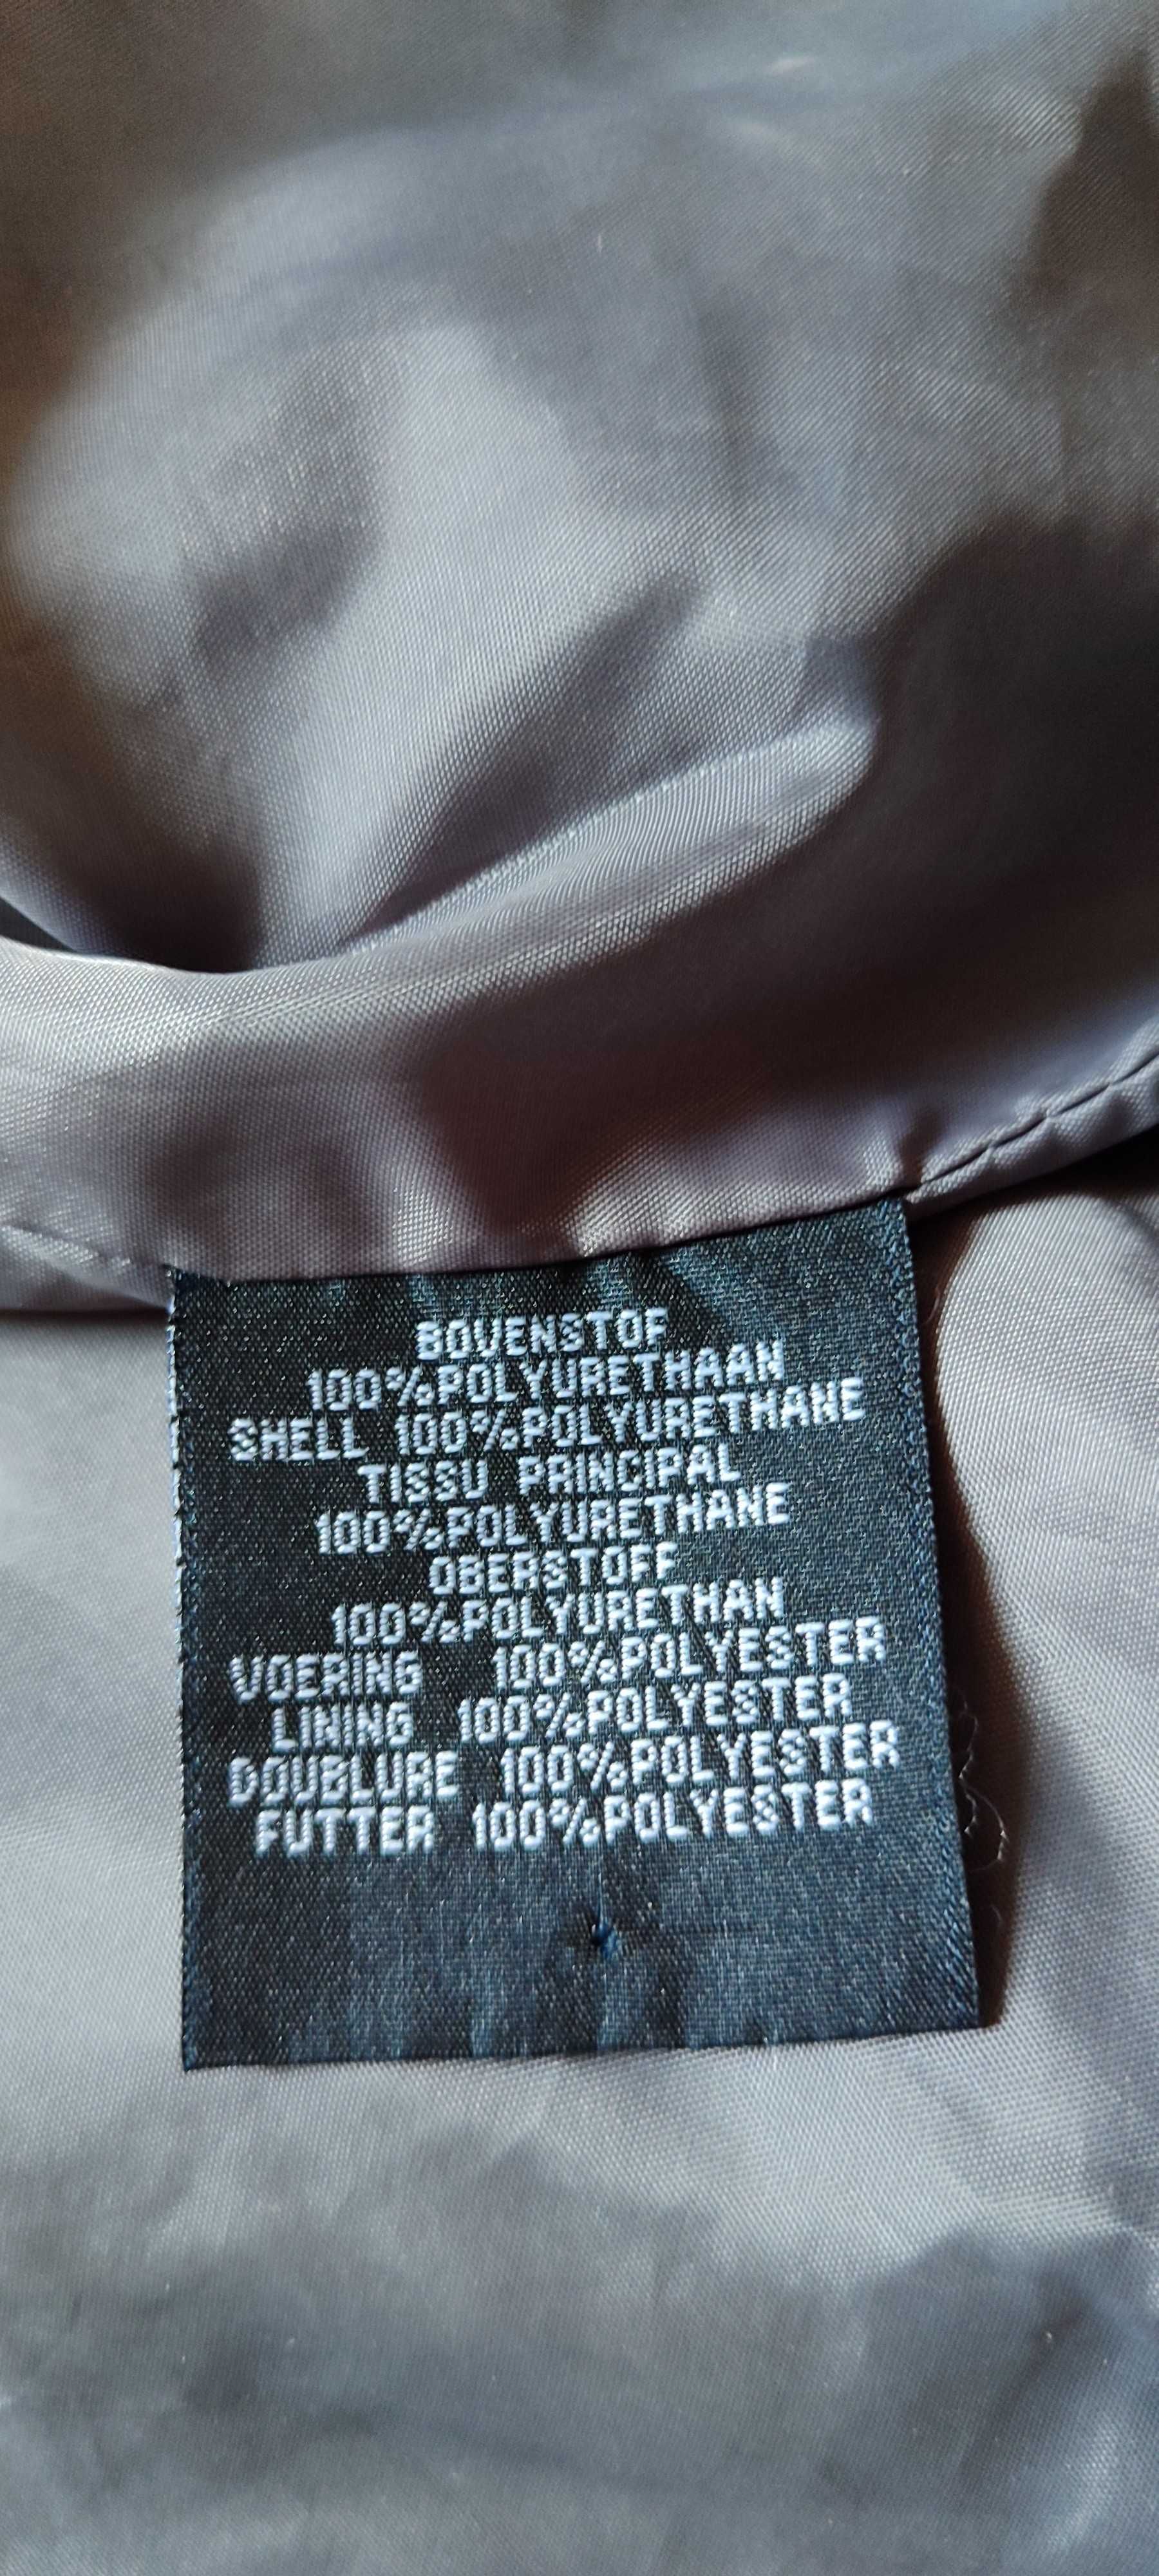 BOVENSTOF
100%POLYURETHAAN
SHELL 100%POLYURETHANE
TISSU PRINCIPAL
100%POLYURETHANE
OBERSTOFF
100%POLYURETHAN
VOERING 100%POLYESTER
LINING 100%POLYESTER
DOUBLURE 100%POLYESTER
FUTTER 100%POLYESTER